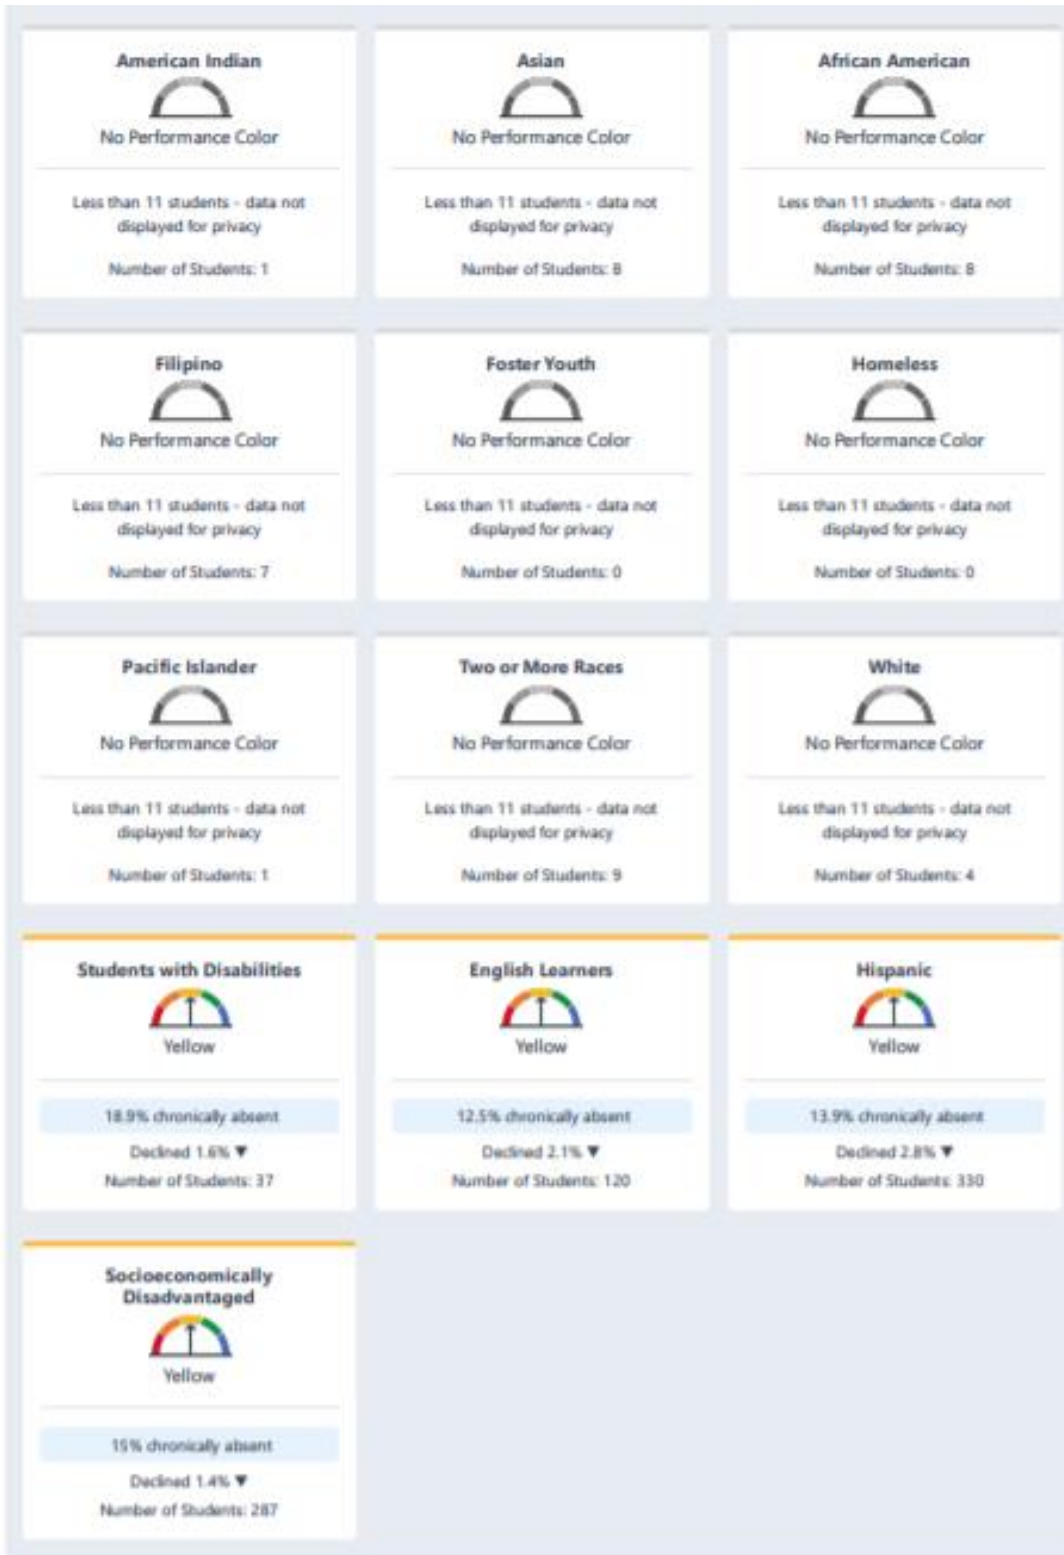 American Indian
No Performance Color
Less than 11 students - data not
displayed for privacy
Number of Students: 1
Asian
No Performance Color
Less than 11 students - data not
displayed for privacy
Number of Students: 8
African American
No Performance Color
Less than 11 students - data not
displayed for privacy
Number of Students: 8
Filipino
No Performance Color
Less than 11 students - data not
displayed for privacy
Number of Students: 7
Foster Youth
No Performance Color
Less than 11 students - data not
displayed for privacy
Number of Students: 0
Homeless
No Performance Color
Less than 11 students - data not
displayed for privacy
Number of Students: 0
Pacific Islander
No Performance Color
Less than 11 students - data not
displayed for privacy
Number of Students: 1
Two or More Races
No Performance Color
Less than 11 students - data not
displayed for privacy
Number of Students: 9
White
No Performance Color
Less than 11 students - data not
displayed for privacy
Number of Students: 4
Students with Disabilities
Yellow
18.9% chronically absent
Declined 1.6% ▼
Number of Students: 37
English Learners
Yellow
12.5% chronically absent
Declined 2.1% ▼
Number of Students: 120
Hispanic
Yellow
13.9% chronically absent
Declined 2.8% ▼
Number of Students: 330
Socioeconomically
Disadvantaged
Yellow
15% chronically absent
Declined 1.4% ▼
Number of Students: 287